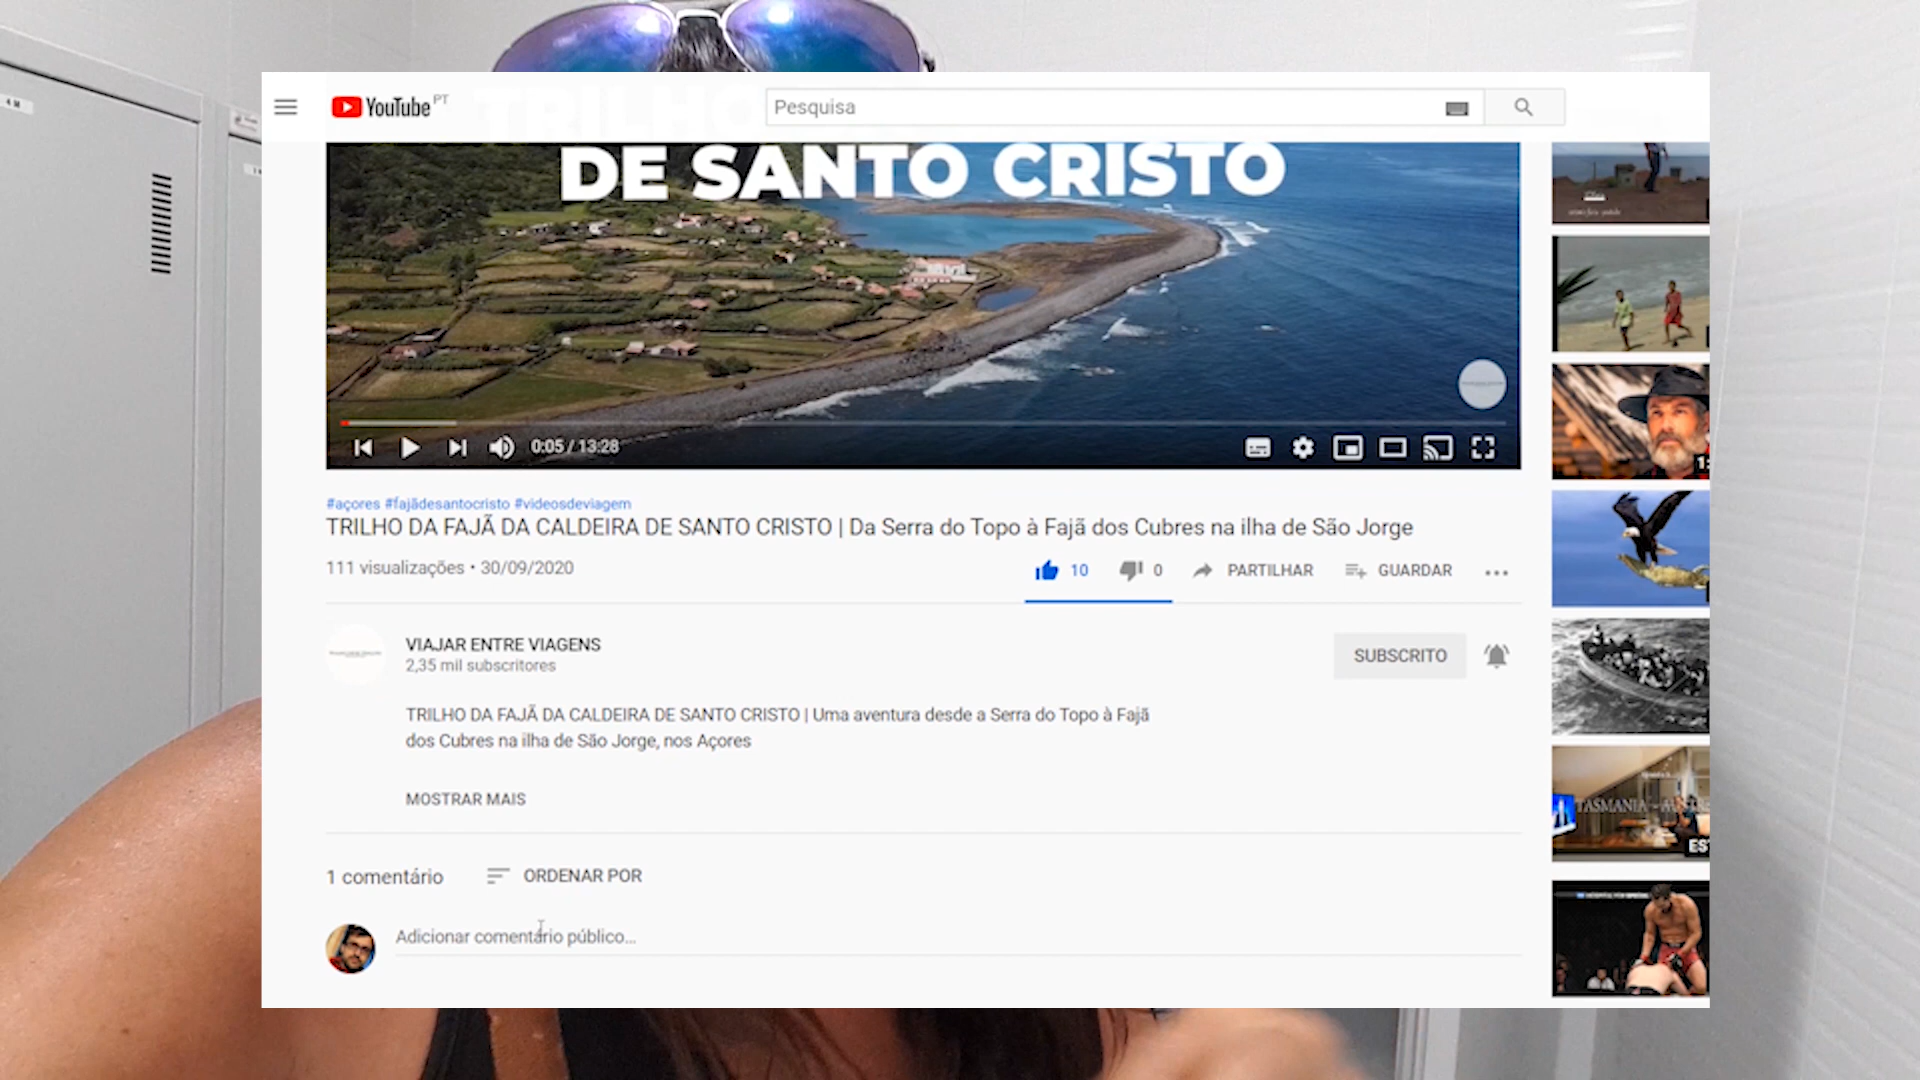 4 M
YouTube PT
Pesquisa
TRILHO
DE SANTO CRISTO
0:05 / 13:28
#açores #fajãdesantocristo #videosdeviagem
TRILHO DA FAJÃ DA CALDEIRA DE SANTO CRISTO | Da Serra do Topo à Fajã dos Cubres na ilha de São Jorge
111 visualizações • 30/09/2020
10
0
PARTILHAR
GUARDAR
VIAJAR ENTRE VIAGENS
2,35 mil subscritores
SUBSCRITO
TRILHO DA FAJÃ DA CALDEIRA DE SANTO CRISTO | Uma aventura desde a Serra do Topo à Fajã
dos Cubres na ilha de São Jorge, nos Açores
MOSTRAR MAIS
1 comentário
ORDENAR POR
Adicionar comentário público...
TASMANIA